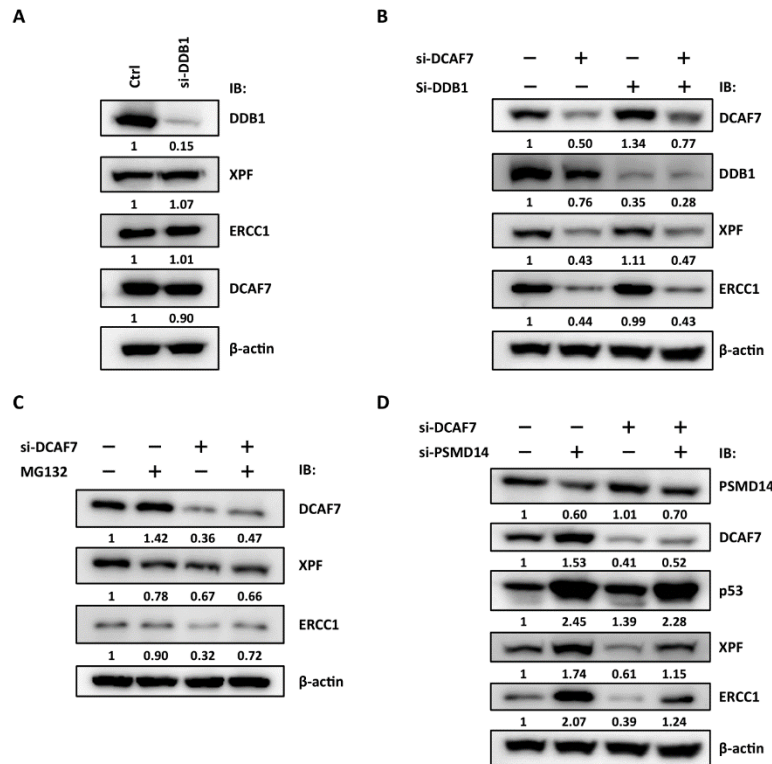 A
Ctrl
si-DDB1
IB:
DDB1
1 0.15
XPF
1 1.07
ERCC1
1 1.01
DCAF7
1 0.90
β-actin
B
si-DCAF7 − + − +
Si-DDB1 − − + + IB:
DCAF7
1 0.50 1.34 0.77
DDB1
1 0.76 0.35 0.28
XPF
1 0.43 1.11 0.47
ERCC1
1 0.44 0.99 0.43
β-actin
C
si-DCAF7 − − + +
MG132 − + − + IB:
DCAF7
1 1.42 0.36 0.47
XPF
1 0.78 0.67 0.66
ERCC1
1 0.90 0.32 0.72
β-actin
D
si-DCAF7 − − + +
si-PSMD14 − + − + IB:
PSMD14
1 0.60 1.01 0.70
DCAF7
1 1.53 0.41 0.52
p53
1 2.45 1.39 2.28
XPF
1 1.74 0.61 1.15
ERCC1
1 2.07 0.39 1.24
β-actin